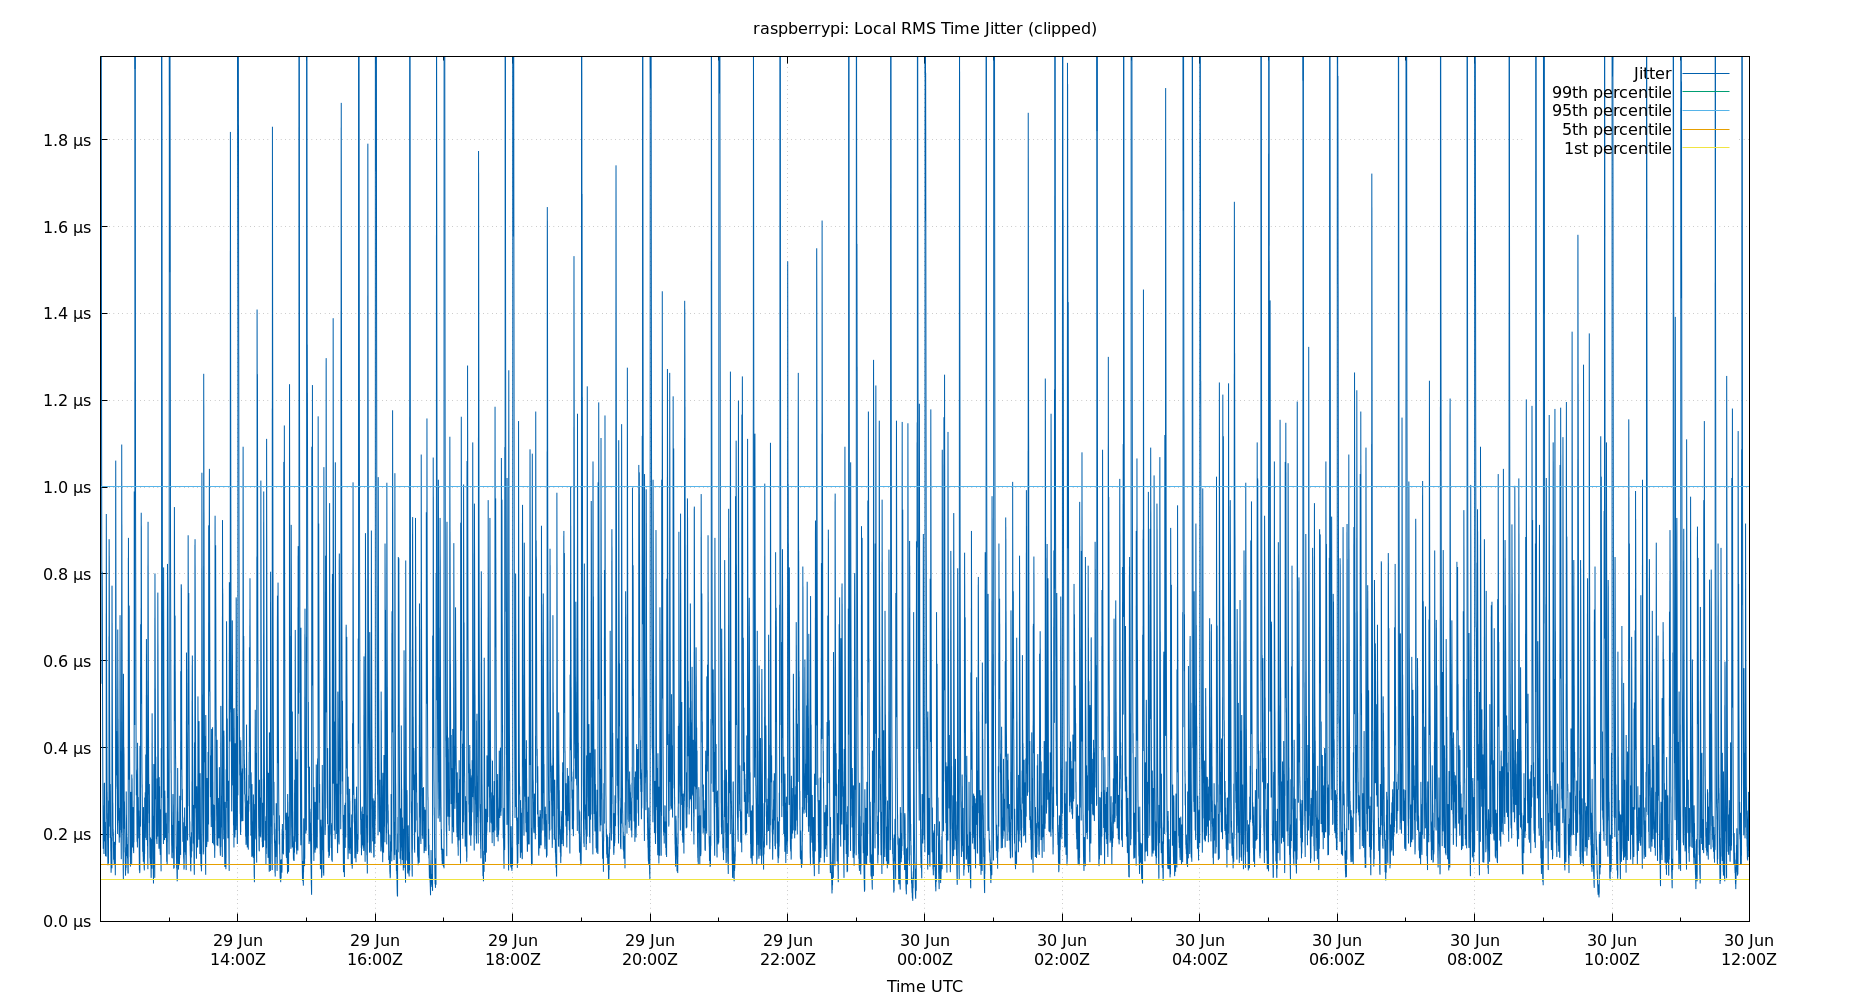 raspberrypi: Local RMS Time Jitter (clipped)
Jitter
99th percentile
95th percentile
5th percentile
1st percentile
1.8 μs
1.6 μs
1.4 μs
1.2 μs
1.0 μs
0.8 μs
0.6 μs
0.4 μs
0.2 μs
0.0 μs
29 Jun 29 Jun 29 Jun 29 Jun 29 Jun 30 Jun 30 Jun 30 Jun 30 Jun 30 Jun 30 Jun 30 Jun
14:00Z 16:00Z 18:00Z 20:00Z 22:00Z 00:00Z 02:00Z 04:00Z 06:00Z 08:00Z 10:00Z 12:00Z
Time UTC